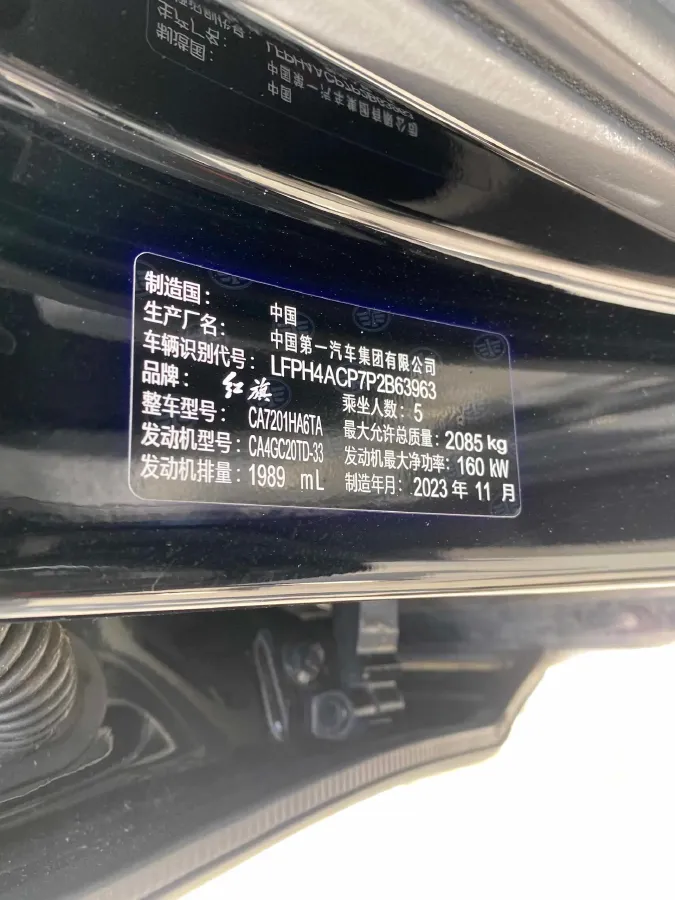 制造国: 中国
生产厂名: 中国第一汽车集团有限公司
车辆识别代号: LFPH4ACP7P2B63963
品牌: 红旗 乘坐人数: 5
整车型号: CA7201HA6TA 最大允许总质量: 2085 kg
发动机型号: CA4GC20TD-33 发动机最大净功率: 160 kW
发动机排量: 1989 mL 制造年月: 2023 年 11 月